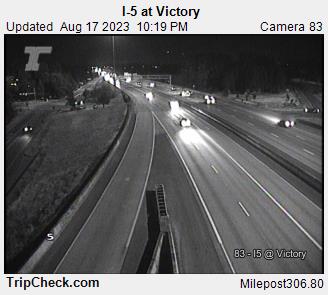 I-5 at Victory
Updated Aug 17 2023 10:19 PM Camera 83
T
S
83 - I5 @ Victory
TripCheck.com Milepost306.80